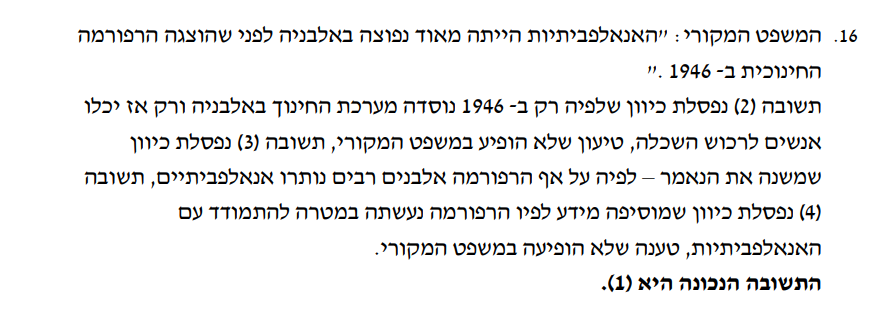 16. המשפט המקורי: "האנאלפביתיות הייתה מאוד נפוצה באלבניה לפני שהוצגה הרפורמה
החינוכית ב- 1946 ."
תשובה (2) נפסלת כיוון שלפיה רק ב- 1946 נוסדה מערכת החינוך באלבניה ורק אז יכלו
אנשים לרכוש השכלה, טיעון שלא הופיע במשפט המקורי, תשובה (3) נפסלת כיוון
שמשנה את הנאמר – לפיה על אף הרפורמה אלבנים רבים נותרו אנאלפביתיים, תשובה
(4) נפסלת כיוון שמוסיפה מידע לפיו הרפורמה נעשתה במטרה להתמודד עם
האנאלפביתיות, טענה שלא הופיעה במשפט המקורי.
התשובה הנכונה היא (1).